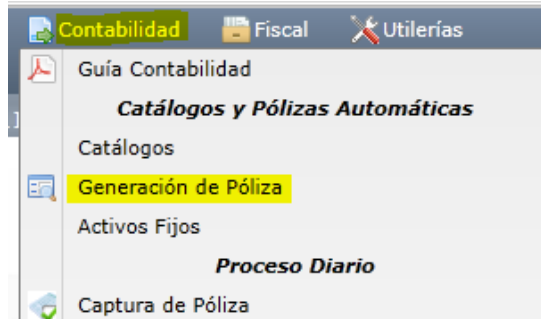 Contabilidad Fiscal Utilerías
Guía Contabilidad
Catálogos y Pólizas Automáticas
Catálogos
Generación de Póliza
Activos Fijos
Proceso Diario
Captura de Póliza